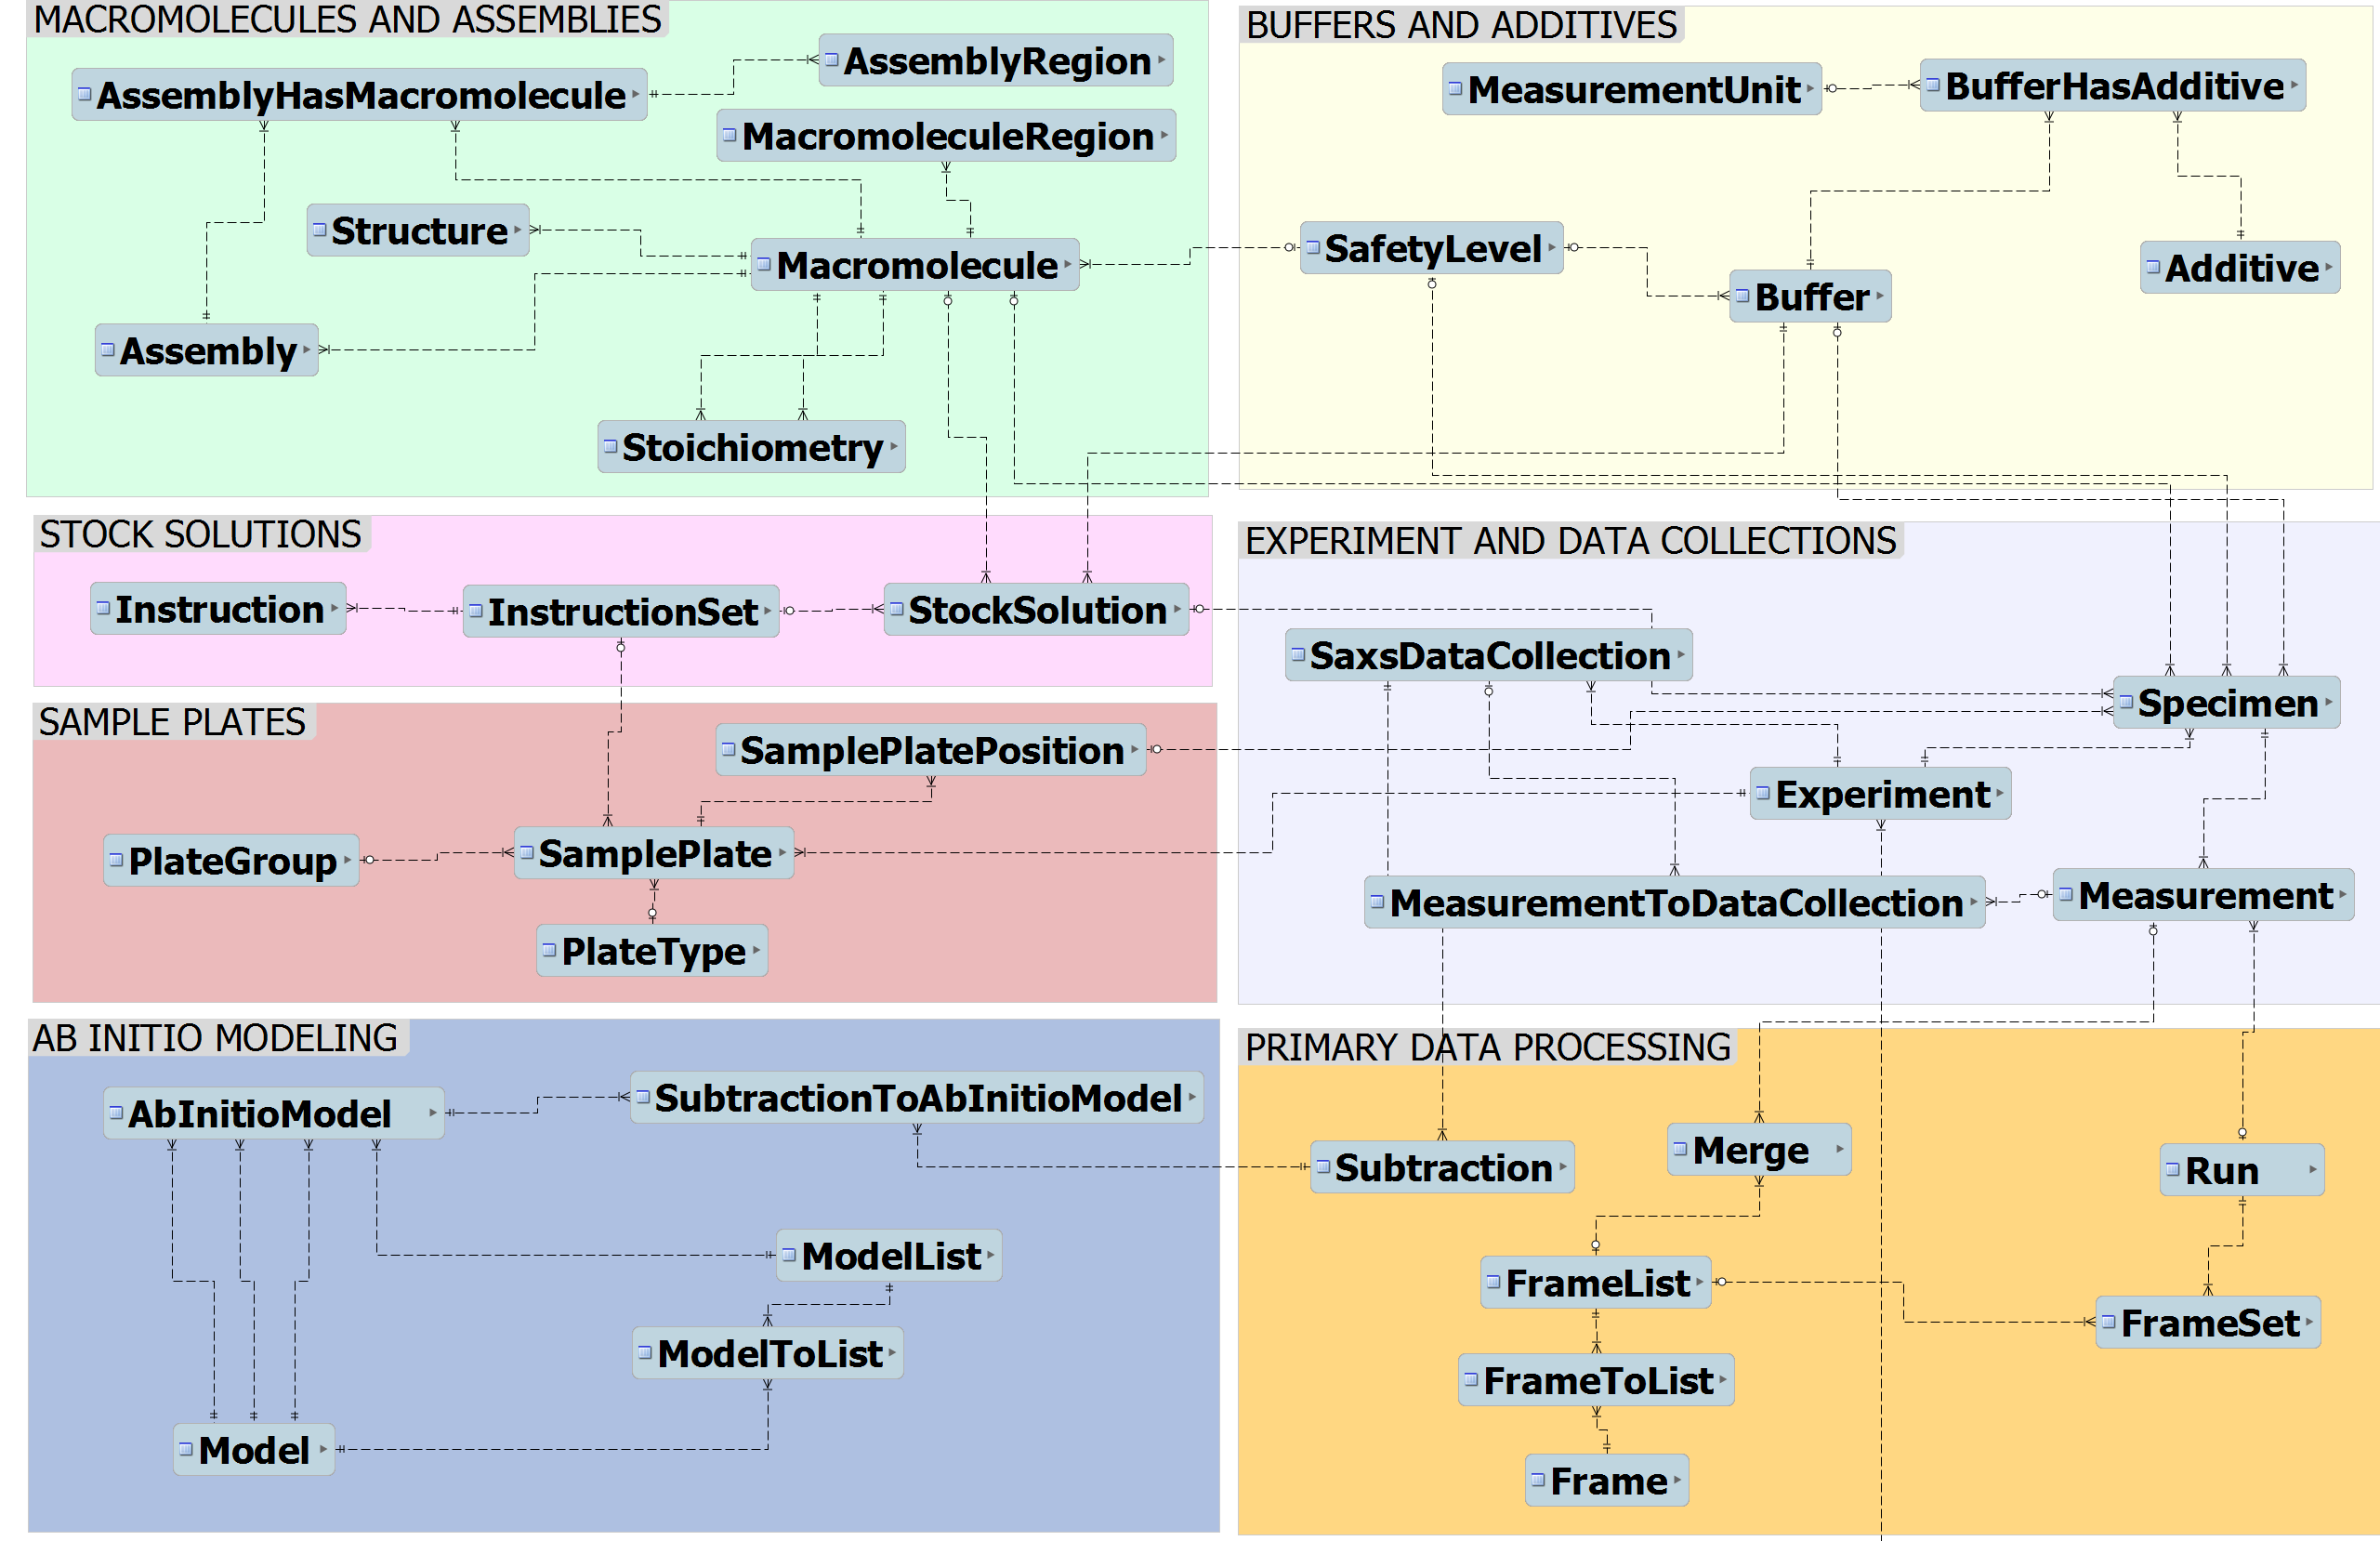 MACROMOLECULES AND ASSEMBLIES
AssemblyHasMacromolecule
AssemblyRegion
MacromoleculeRegion
Structure
Macromolecule
Assembly
Stoichiometry
BUFFERS AND ADDITIVES
MeasurementUnit
BufferHasAdditive
SafetyLevel
Buffer
Additive
STOCK SOLUTIONS
Instruction
InstructionSet
StockSolution
EXPERIMENT AND DATA COLLECTIONS
SaxsDataCollection
Specimen
Experiment
MeasurementToDataCollection
Measurement
SAMPLE PLATES
SamplePlatePosition
PlateGroup
SamplePlate
PlateType
AB INITIO MODELING
AbInitioModel
SubtractionToAbInitioModel
ModelList
ModelToList
Model
PRIMARY DATA PROCESSING
Subtraction
Merge
Run
FrameList
FrameSet
FrameToList
Frame